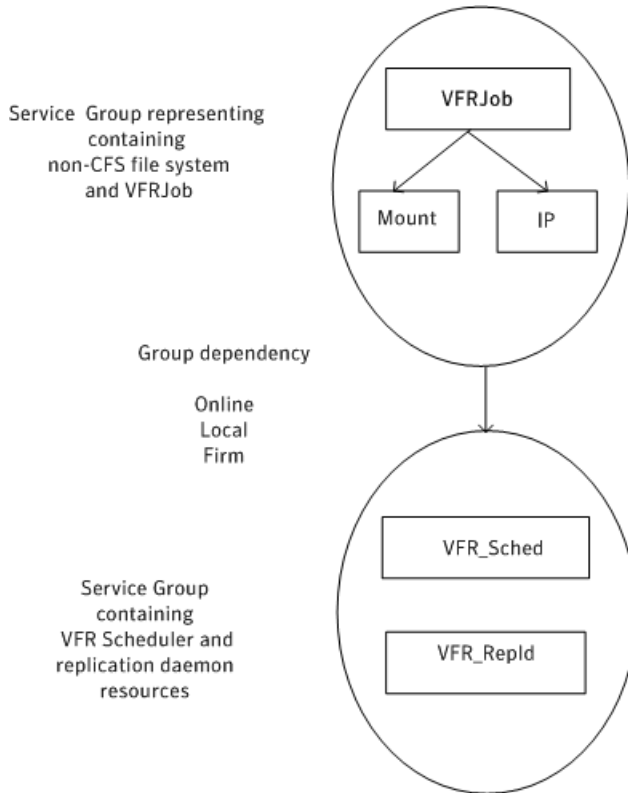 VFRJob
Service Group representing
containing
non-CFS file system
and VFRJob
Mount
IP
Group dependency
Online
Local
Firm
VFR_Sched
Service Group
containing
VFR Scheduler and
replication daemon
resources
VFR_Repld